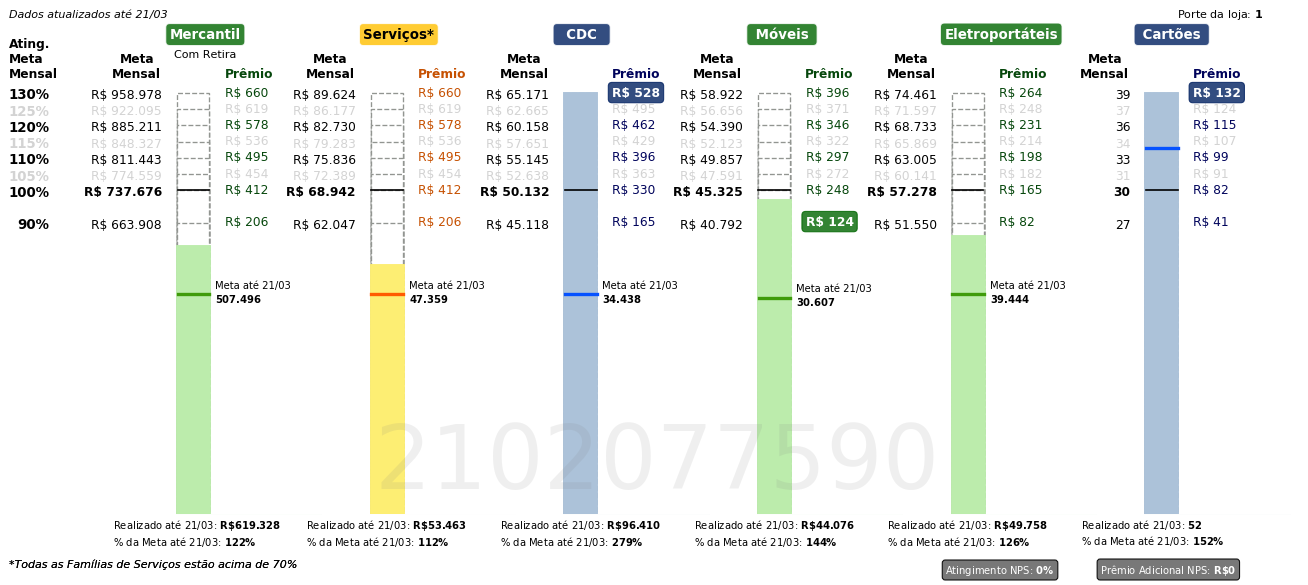 Dados atualizados até 21/03
Porte da loja: 1
Mercantil Serviços* CDC Móveis Eletroportáteis Cartões
Com Retira
Ating. Meta Mensal
Meta Mensal Prêmio Meta Mensal Prêmio Meta Mensal Prêmio Meta Mensal Prêmio Meta Mensal Prêmio Meta Mensal Prêmio
130% R$ 958.978 R$ 660 R$ 89.624 R$ 660 R$ 65.171 R$ 528 R$ 58.922 R$ 396 R$ 74.461 R$ 264 39 R$ 132
125% R$ 922.095 R$ 619 R$ 86.177 R$ 619 R$ 62.665 R$ 495 R$ 56.656 R$ 371 R$ 71.597 R$ 248 37 R$ 124
120% R$ 885.211 R$ 578 R$ 82.730 R$ 578 R$ 60.158 R$ 462 R$ 54.390 R$ 346 R$ 68.733 R$ 231 36 R$ 115
115% R$ 848.327 R$ 536 R$ 79.283 R$ 536 R$ 57.651 R$ 429 R$ 52.123 R$ 322 R$ 65.869 R$ 214 34 R$ 107
110% R$ 811.443 R$ 495 R$ 75.836 R$ 495 R$ 55.145 R$ 396 R$ 49.857 R$ 297 R$ 63.005 R$ 198 33 R$ 99
105% R$ 774.559 R$ 454 R$ 72.389 R$ 454 R$ 52.638 R$ 363 R$ 47.591 R$ 272 R$ 60.141 R$ 182 31 R$ 91
100% R$ 737.676 R$ 412 R$ 68.942 R$ 412 R$ 50.132 R$ 330 R$ 45.325 R$ 248 R$ 57.278 R$ 165 30 R$ 82
90% R$ 663.908 R$ 206 R$ 62.047 R$ 206 R$ 45.118 R$ 165 R$ 40.792 R$ 124 R$ 51.550 R$ 82 27 R$ 41
Meta até 21/03 Meta até 21/03 Meta até 21/03 Meta até 21/03 Meta até 21/03
507.496 47.359 34.438 30.607 39.444
2102077590
Realizado até 21/03: R$619.328 Realizado até 21/03: R$53.463 Realizado até 21/03: R$96.410 Realizado até 21/03: R$44.076 Realizado até 21/03: R$49.758 Realizado até 21/03: 52
% da Meta até 21/03: 122% % da Meta até 21/03: 112% % da Meta até 21/03: 279% % da Meta até 21/03: 144% % da Meta até 21/03: 126% % da Meta até 21/03: 152%
*Todas as Famílias de Serviços estão acima de 70%
Atingimento NPS: 0% Prêmio Adicional NPS: R$0